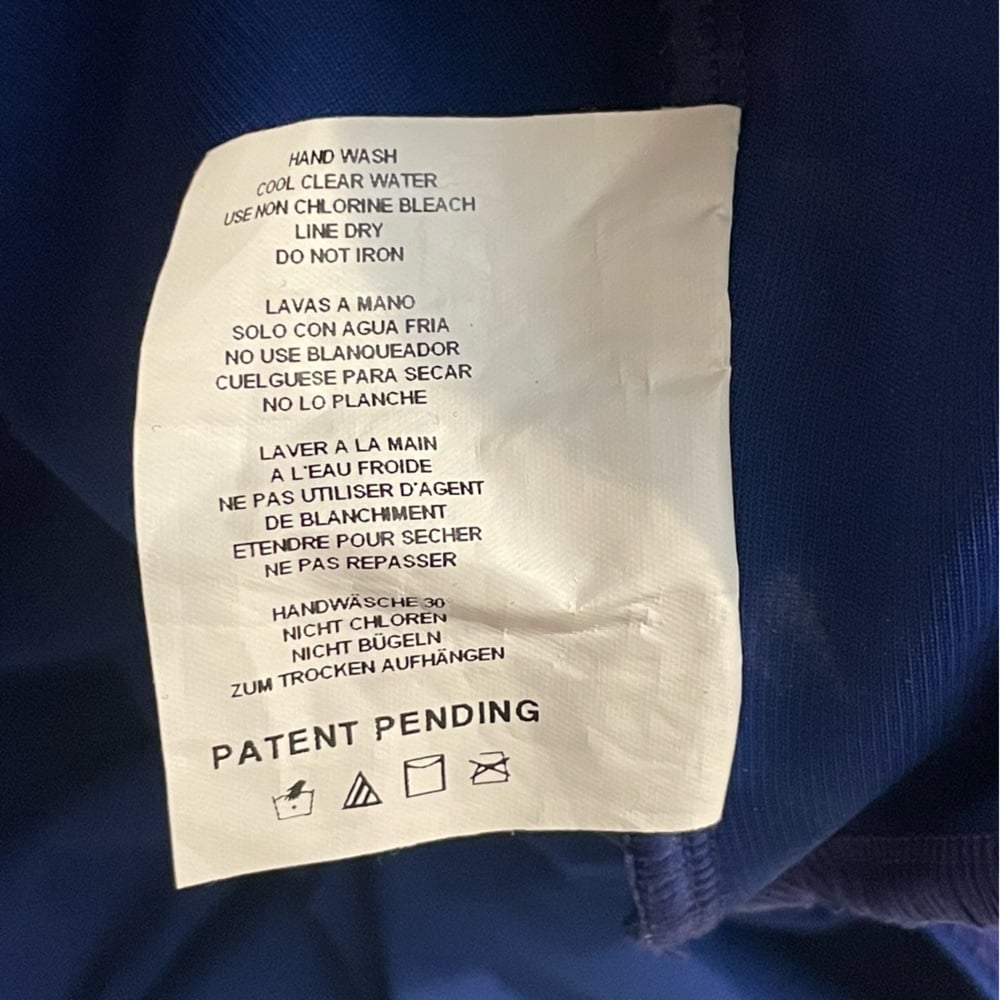 HAND WASH
COOL CLEAR WATER
USE NON CHLORINE BLEACH
LINE DRY
DO NOT IRON
LAVAS A MANO
SOLO CON AGUA FRIA
NO USE BLANQUEADOR
CUELGUESE PARA SECAR
NO LO PLANCHE
LAVER A LA MAIN
A L'EAU FROIDE
NE PAS UTILISER D'AGENT
DE BLANCHIMENT
ETENDRE POUR SECHER
NE PAS REPASSER
HANDWÄSCHE 30
NICHT CHLOREN
NICHT BÜGELN
ZUM TROCKEN AUFHÄNGEN
PATENT PENDING